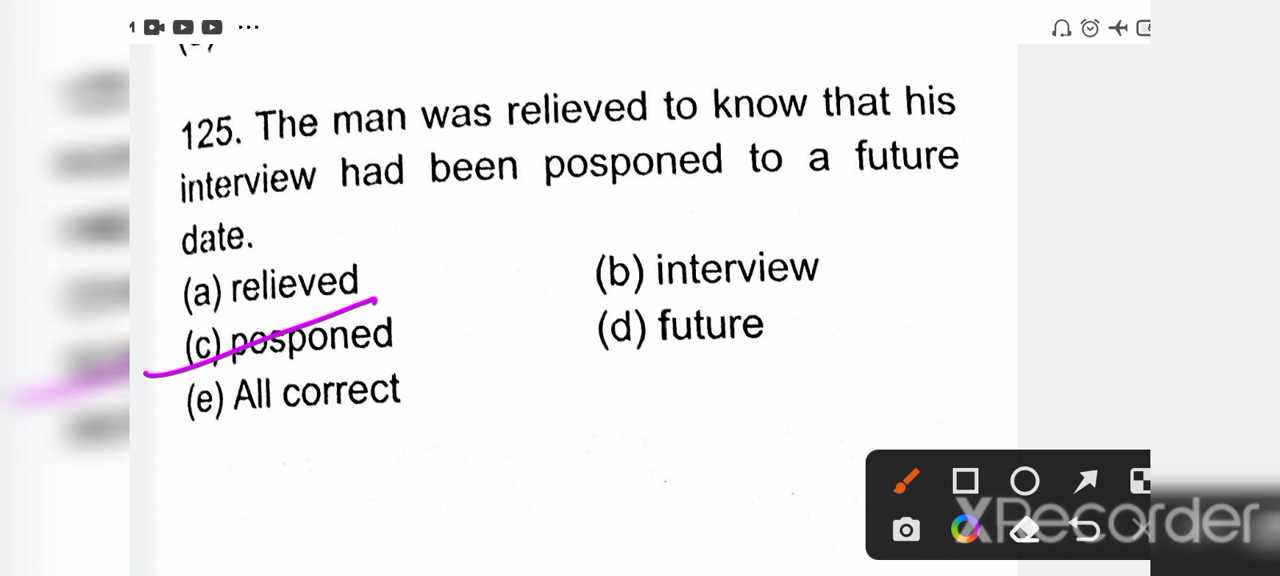 125. The man was relieved to know that his
interview had been posponed to a future
date.
(a) relieved
(b) interview
(c) posponed
(d) future
(e) All correct
XRecorder